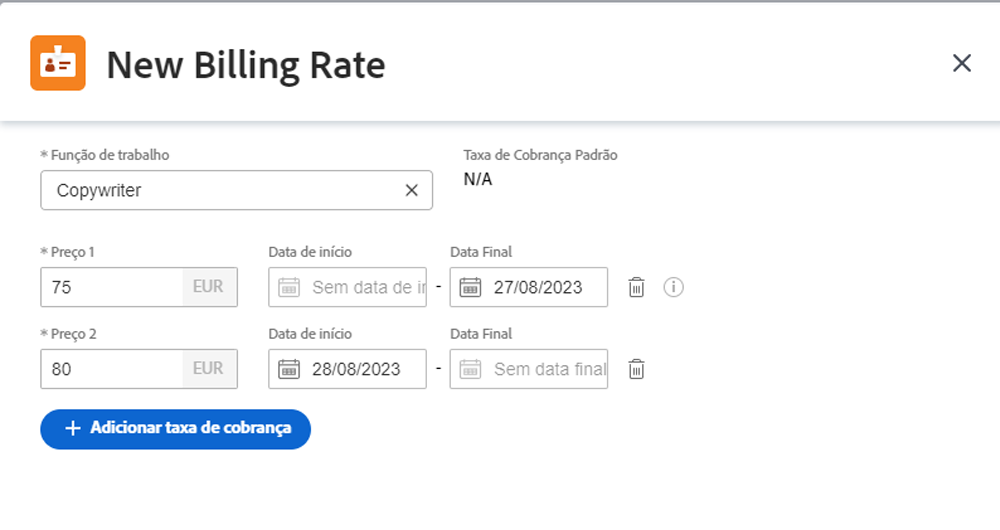 New Billing Rate
* Função de trabalho
Taxa de Cobrança Padrão
Copywriter
N/A
* Preço 1
Data de início
Data Final
75 EUR
Sem data de in
-
27/08/2023
* Preço 2
Data de início
Data Final
80 EUR
28/08/2023
-
Sem data final
+ Adicionar taxa de cobrança